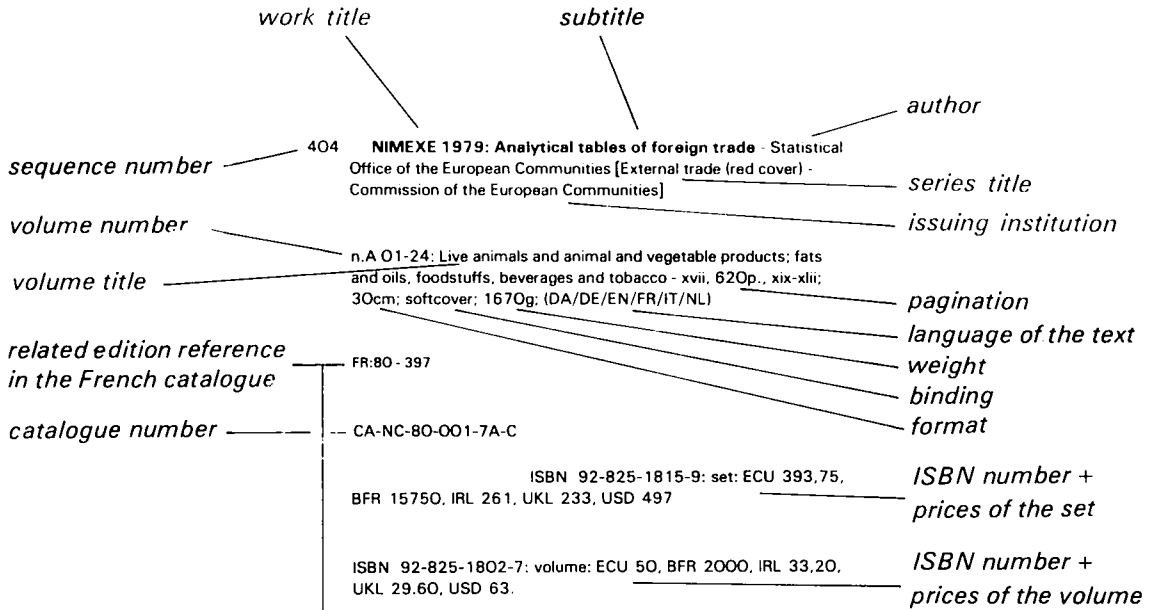 work title
subtitle
author
sequence number
404 NIMEXE 1979: Analytical tables of foreign trade - Statistical
Office of the European Communities [External trade (red cover) -
Commission of the European Communities]
series title
issuing institution
volume number
volume title
n.A 01-24: Live animals and animal and vegetable products; fats
and oils, foodstuffs, beverages and tobacco - xvii, 620p., xix-xlii;
30cm; softcover; 1670g; (DA/DE/EN/FR/IT/NL)
pagination
language of the text
weight
binding
format
related edition reference
in the French catalogue
FR:80 - 397
catalogue number
CA-NC-80-001-7A-C
ISBN 92-825-1815-9: set: ECU 393,75,
BFR 15750, IRL 261, UKL 233, USD 497
ISBN number +
prices of the set
ISBN 92-825-1802-7: volume: ECU 50, BFR 2000, IRL 33,20,
UKL 29.60, USD 63.
ISBN number +
prices of the volume